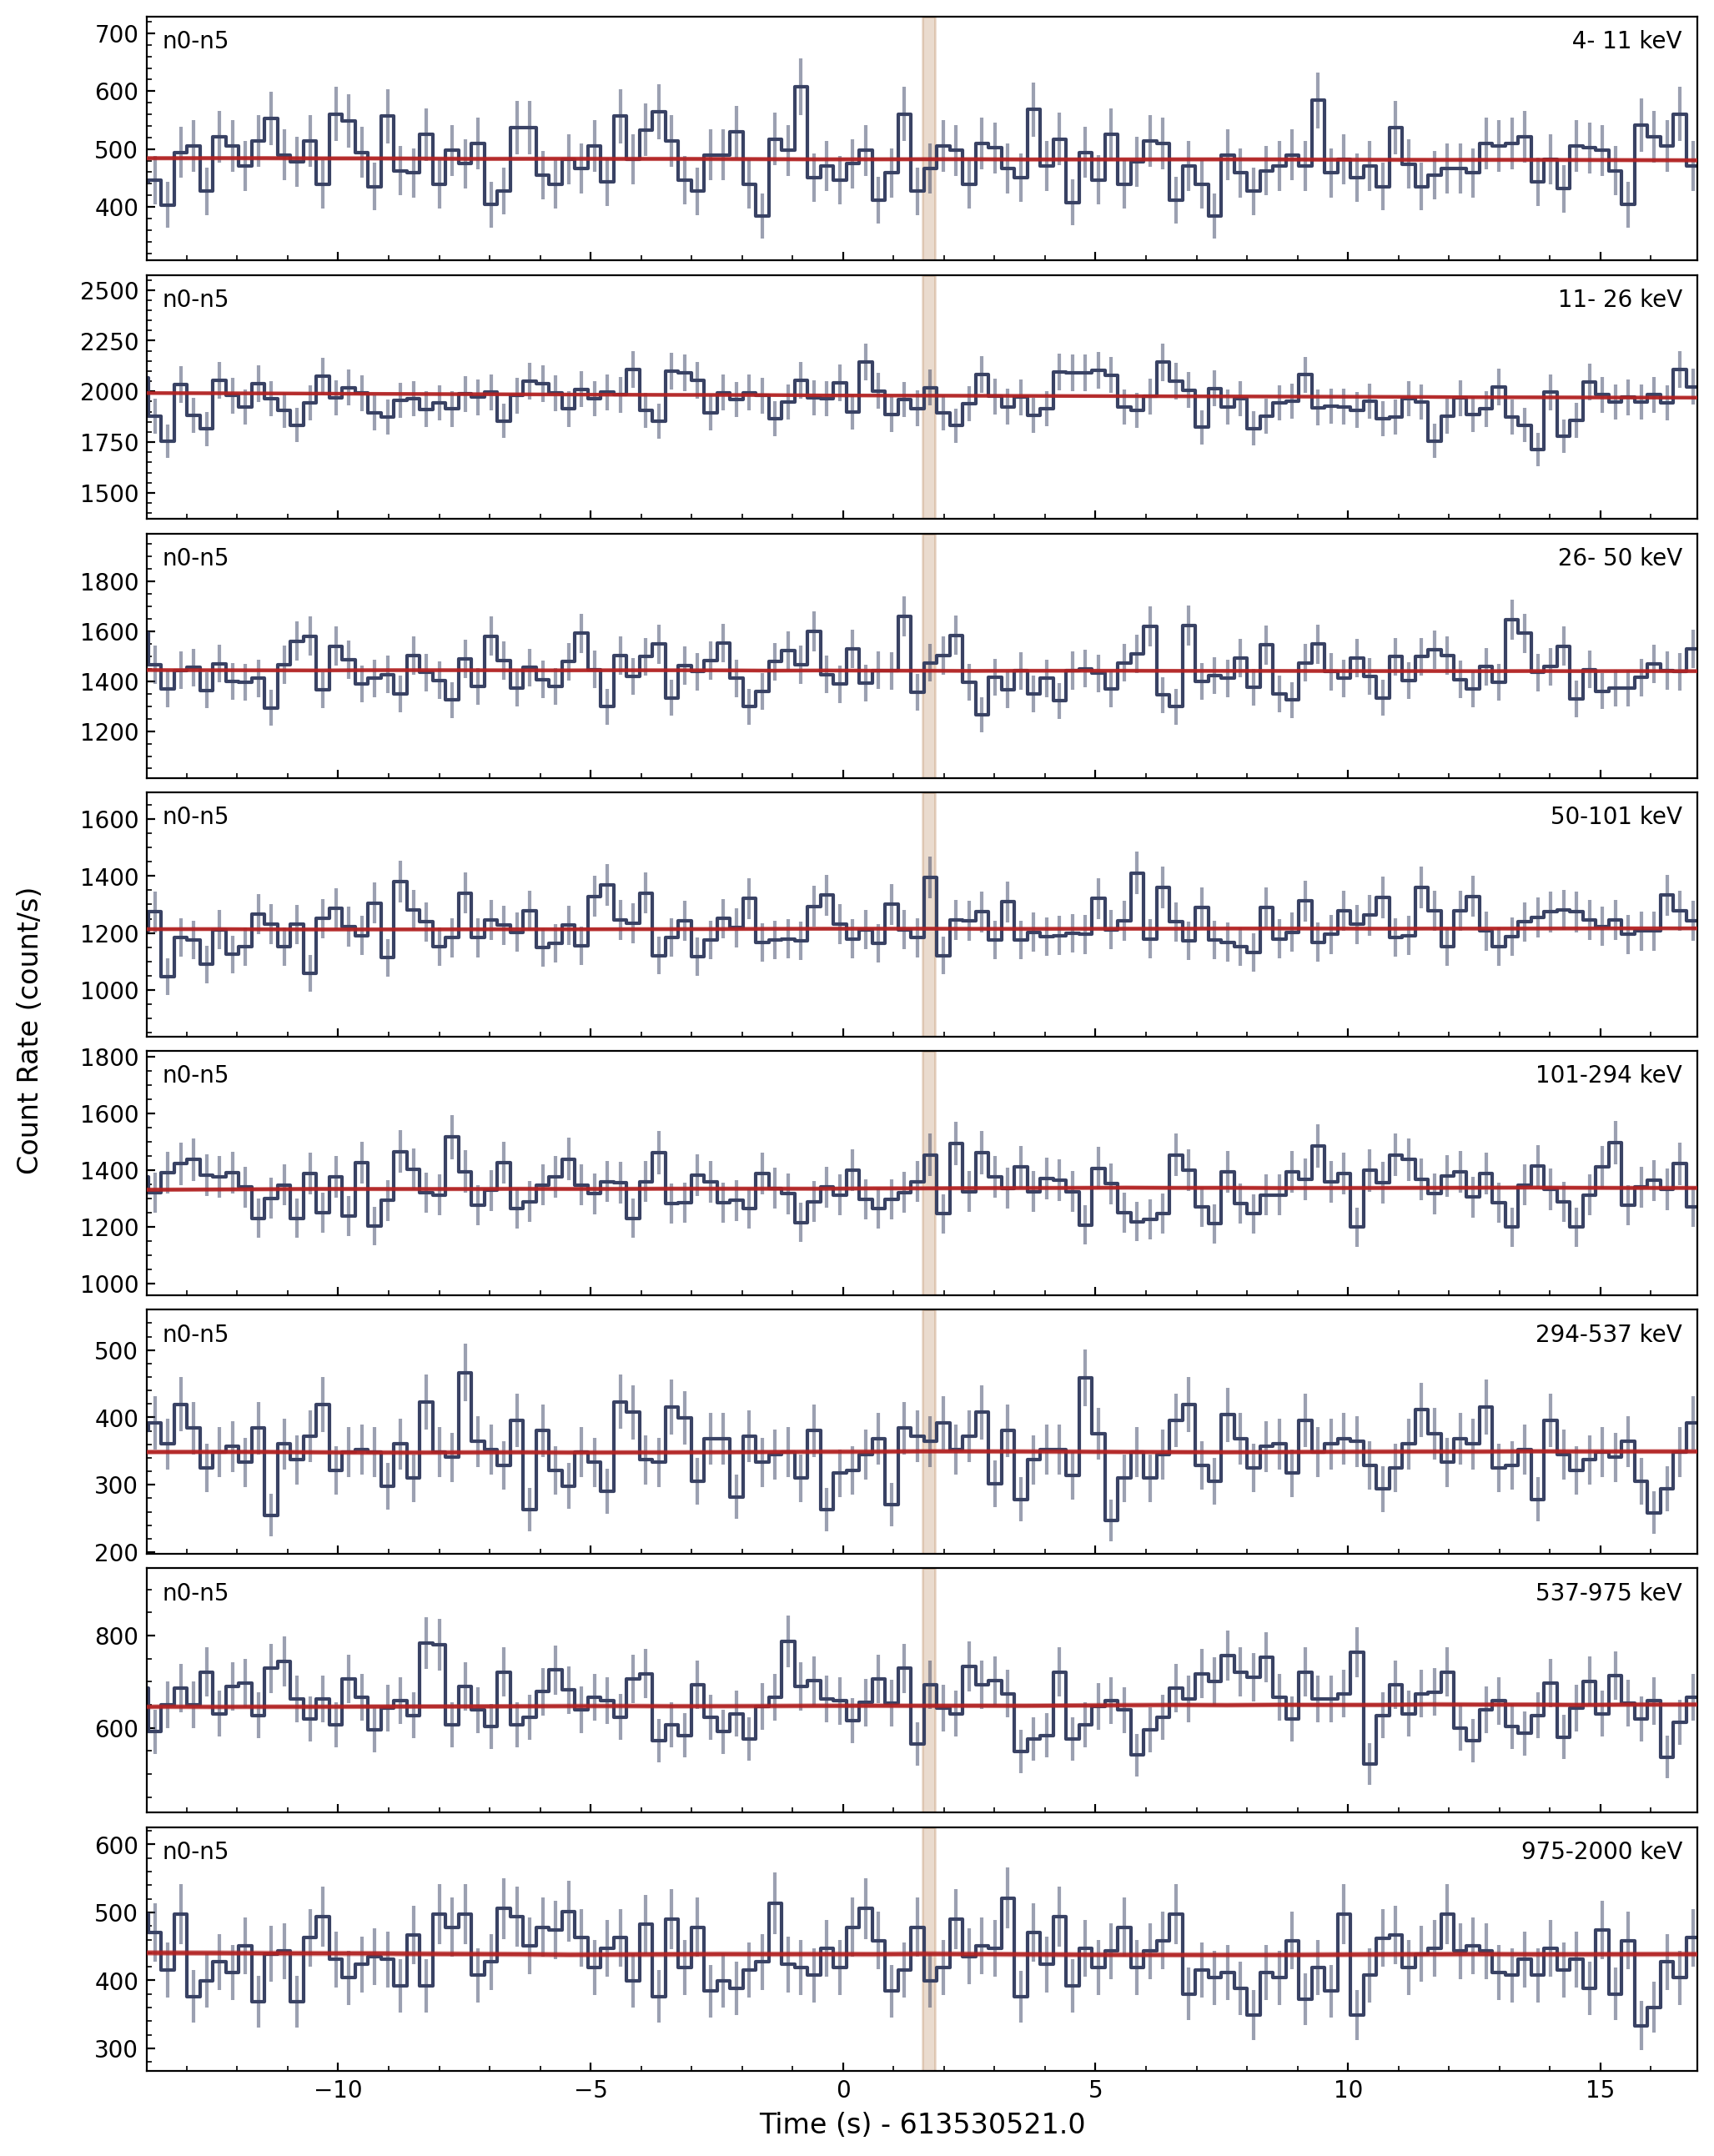 n0-n5 4- 11 keV
700
600
500
400
n0-n5 11- 26 keV
2500
2250
2000
1750
1500
n0-n5 26- 50 keV
1800
1600
1400
1200
n0-n5 50-101 keV
1600
1400
1200
1000
Count Rate (count/s)
n0-n5 101-294 keV
1800
1600
1400
1200
1000
n0-n5 294-537 keV
500
400
300
200
n0-n5 537-975 keV
800
600
n0-n5 975-2000 keV
600
500
400
300
−10 −5 0 5 10 15
Time (s) - 613530521.0